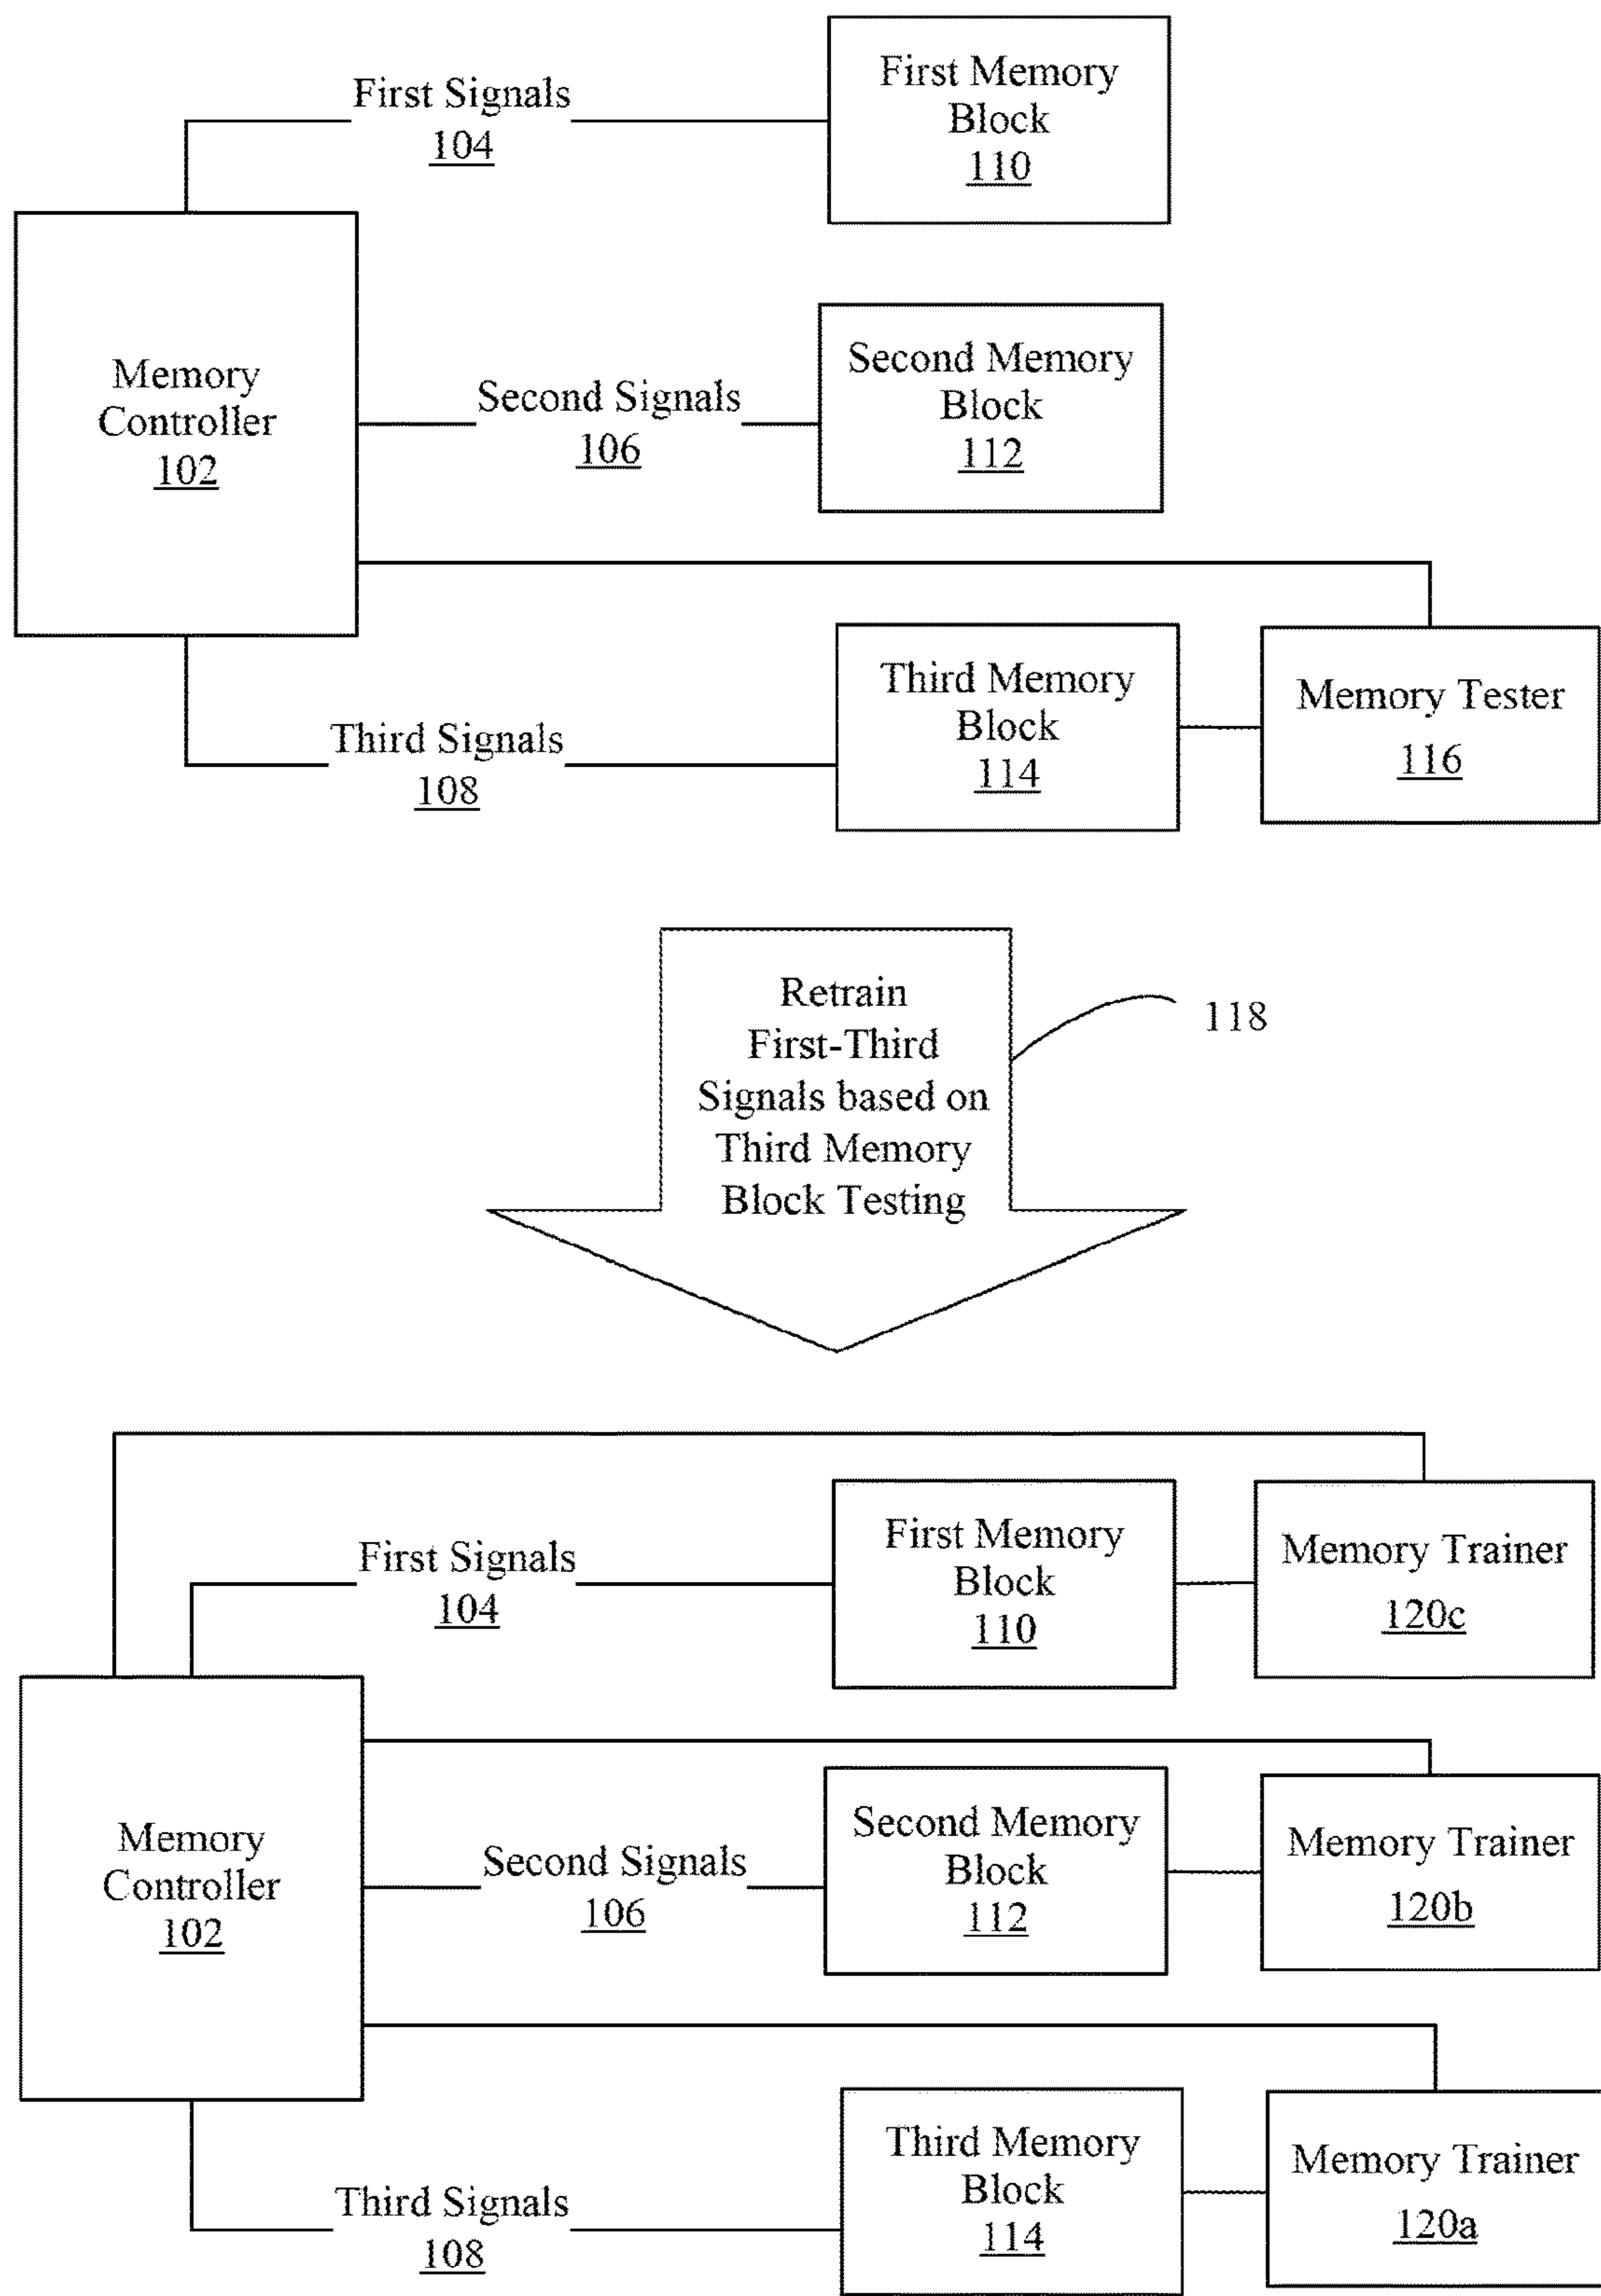 First Signals
104
First Memory
Block
110
Memory
Controller
102
Second Signals
106
Second Memory
Block
112
Third Signals
108
Third Memory
Block
114
Memory Tester
116
Retrain
First-Third
Signals based on
Third Memory
Block Testing
118
First Signals
104
First Memory
Block
110
Memory Trainer
120c
Memory
Controller
102
Second Signals
106
Second Memory
Block
112
Memory Trainer
120b
Third Signals
108
Third Memory
Block
114
Memory Trainer
120a